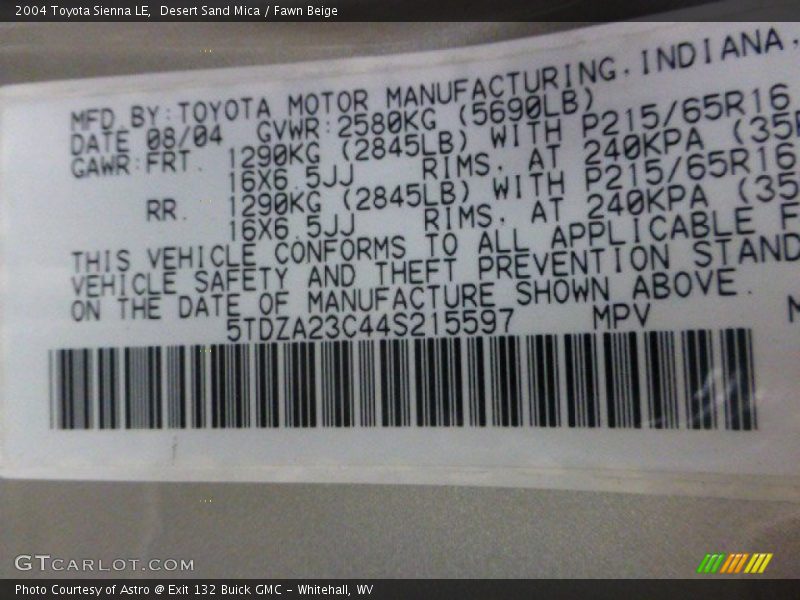 2004 Toyota Sienna LE,  Desert Sand Mica / Fawn Beige
MFD BY:TOYOTA MOTOR MANUFACTURING.INDIANA.
DATE 08/04 GVWR:2580KG (5690LB)
GAWR:FRT. 1290KG (2845LB) WITH P215/65R16
16X6.5JJ RIMS, AT 240KPA (35
RR. 1290KG (2845LB) WITH P215/65R16
16X6.5JJ RIMS, AT 240KPA (35
THIS VEHICLE CONFORMS TO ALL APPLICABLE F
VEHICLE SAFETY AND THEFT PREVENTION STAND
ON THE DATE OF MANUFACTURE SHOWN ABOVE.
5TDZA23C44S215597 MPV
GTCARLOT.COM
Photo Courtesy of Astro @ Exit 132 Buick GMC - Whitehall, WV